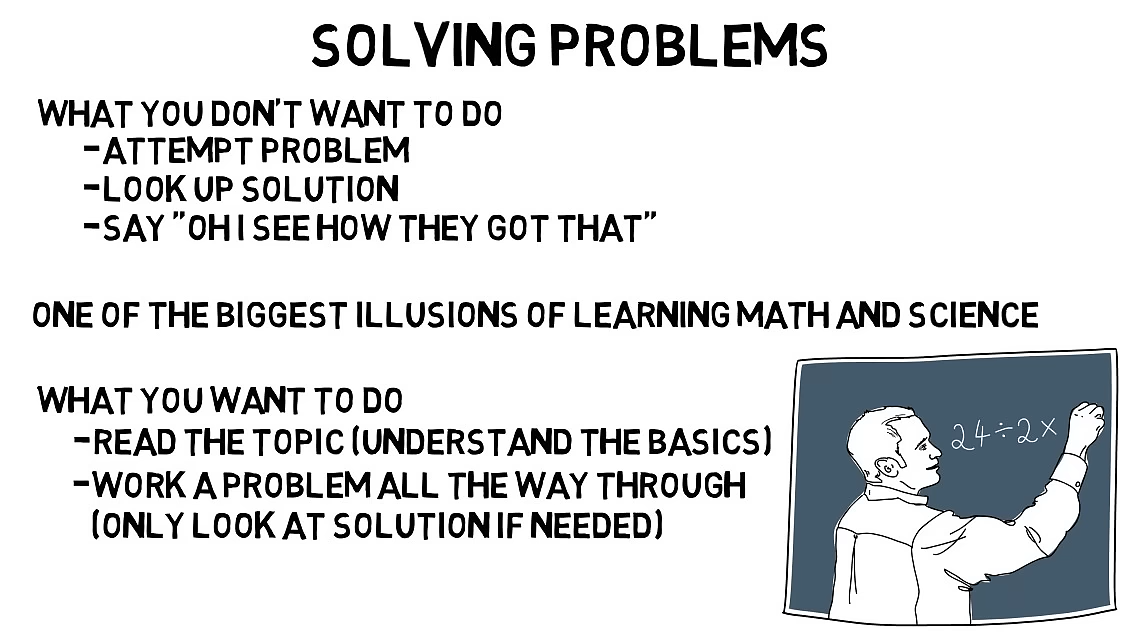 SOLVING PROBLEMS
WHAT YOU DON'T WANT TO DO
-ATTEMPT PROBLEM
-LOOK UP SOLUTION
-SAY "OH I SEE HOW THEY GOT THAT"
ONE OF THE BIGGEST ILLUSIONS OF LEARNING MATH AND SCIENCE
WHAT YOU WANT TO DO
-READ THE TOPIC (UNDERSTAND THE BASICS)
-WORK A PROBLEM ALL THE WAY THROUGH
(ONLY LOOK AT SOLUTION IF NEEDED)
24÷2x